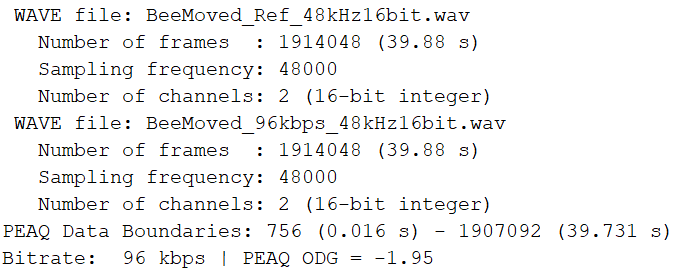 WAVE file: BeeMoved_Ref_48kHz16bit.wav
Number of frames  : 1914048 (39.88 s)
Sampling frequency: 48000
Number of channels: 2 (16-bit integer)
WAVE file: BeeMoved_96kbps_48kHz16bit.wav
Number of frames  : 1914048 (39.88 s)
Sampling frequency: 48000
Number of channels: 2 (16-bit integer)
PEAQ Data Boundaries: 756 (0.016 s) - 1907092 (39.731 s)
Bitrate:  96 kbps | PEAQ ODG = -1.95